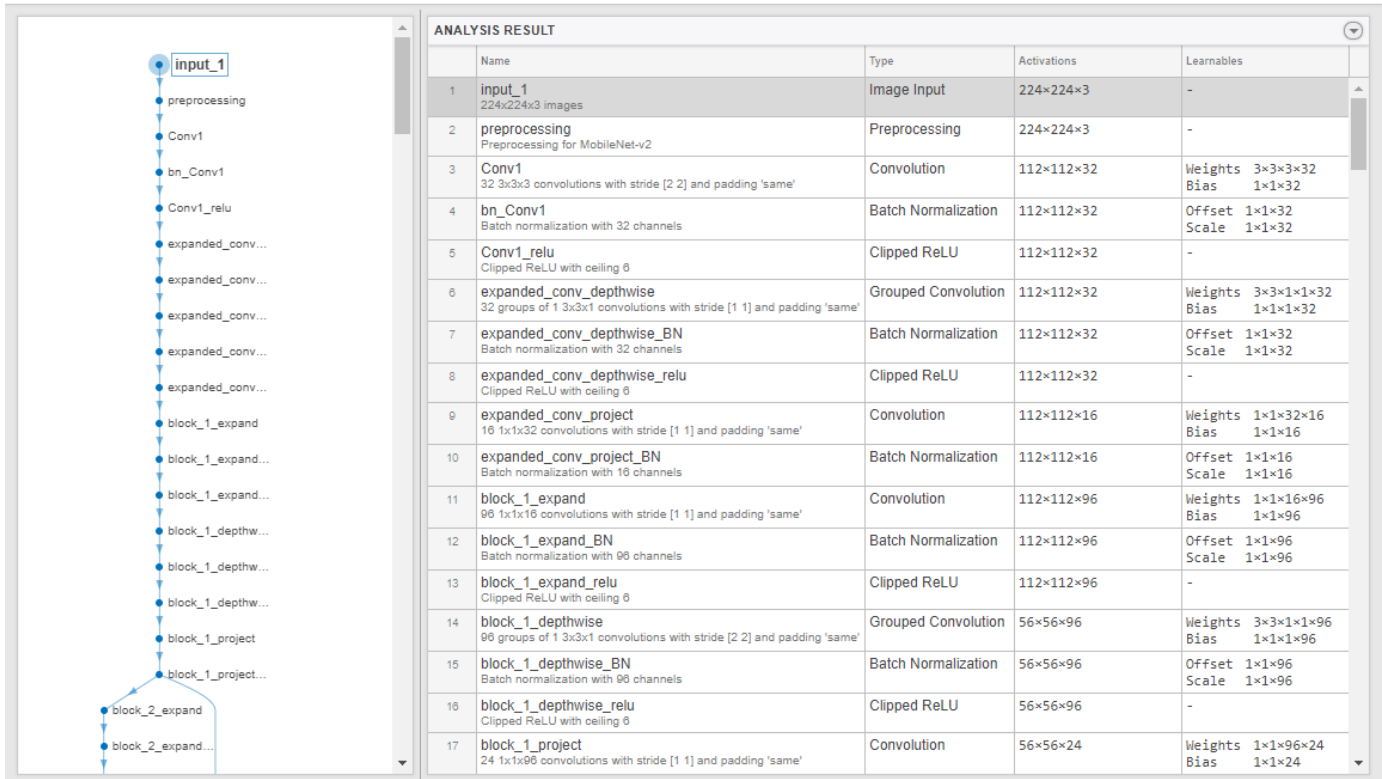 input_1
preprocessing
Conv1
bn_Conv1
Conv1_relu
expanded_conv...
expanded_conv...
expanded_conv...
expanded_conv...
expanded_conv...
block_1_expand
block_1_expand...
block_1_expand...
block_1_depthw...
block_1_depthw...
block_1_depthw...
block_1_project
block_1_project...
block_2_expand
block_2_expand...
ANALYSIS RESULT
Name Type Activations Learnables
1 input_1 Image Input 224×224×3 -
224x224x3 images
2 preprocessing Preprocessing 224×224×3 -
Preprocessing for MobileNet-v2
3 Conv1 Convolution 112×112×32 Weights 3×3×3×32
32 3x3x3 convolutions with stride [2 2] and padding 'same' Bias 1×1×32
4 bn_Conv1 Batch Normalization 112×112×32 Offset 1×1×32
Batch normalization with 32 channels Scale 1×1×32
5 Conv1_relu Clipped ReLU 112×112×32 -
Clipped ReLU with ceiling 6
6 expanded_conv_depthwise Grouped Convolution 112×112×32 Weights 3×3×1×1×32
32 groups of 1 3x3x1 convolutions with stride [1 1] and padding 'same' Bias 1×1×1×32
7 expanded_conv_depthwise_BN Batch Normalization 112×112×32 Offset 1×1×32
Batch normalization with 32 channels Scale 1×1×32
8 expanded_conv_depthwise_relu Clipped ReLU 112×112×32 -
Clipped ReLU with ceiling 6
9 expanded_conv_project Convolution 112×112×16 Weights 1×1×32×16
16 1x1x32 convolutions with stride [1 1] and padding 'same' Bias 1×1×16
10 expanded_conv_project_BN Batch Normalization 112×112×16 Offset 1×1×16
Batch normalization with 16 channels Scale 1×1×16
11 block_1_expand Convolution 112×112×96 Weights 1×1×16×96
96 1x1x16 convolutions with stride [1 1] and padding 'same' Bias 1×1×96
12 block_1_expand_BN Batch Normalization 112×112×96 Offset 1×1×96
Batch normalization with 96 channels Scale 1×1×96
13 block_1_expand_relu Clipped ReLU 112×112×96 -
Clipped ReLU with ceiling 6
14 block_1_depthwise Grouped Convolution 56×56×96 Weights 3×3×1×1×96
96 groups of 1 3x3x1 convolutions with stride [2 2] and padding 'same' Bias 1×1×1×96
15 block_1_depthwise_BN Batch Normalization 56×56×96 Offset 1×1×96
Batch normalization with 96 channels Scale 1×1×96
16 block_1_depthwise_relu Clipped ReLU 56×56×96 -
Clipped ReLU with ceiling 6
17 block_1_project Convolution 56×56×24 Weights 1×1×96×24
24 1x1x96 convolutions with stride [1 1] and padding 'same' Bias 1×1×24